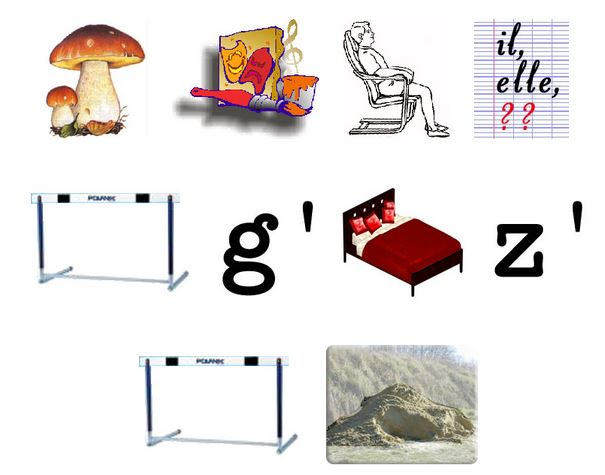 il,
elle,
? ?
POLANIK
g ' z '
POLANIK